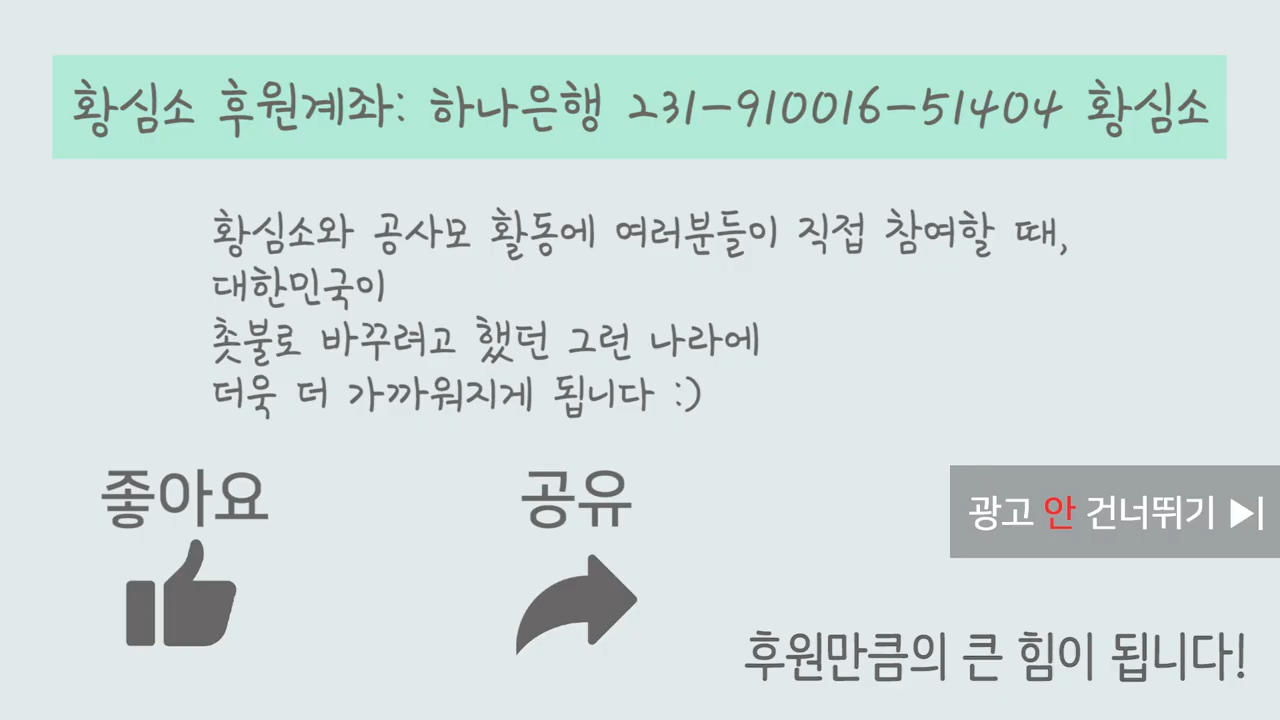 황심소 후원계좌: 하나은행 231-910016-51404 황심소
황심소와 공사모 활동에 여러분들이 직접 참여할 때,
대한민국이
촛불로 바꾸려고 했던 그런 나라에
더욱 더 가까워지게 됩니다 :)
좋아요
공유
광고 안 건너뛰기
후원만큼의 큰 힘이 됩니다!